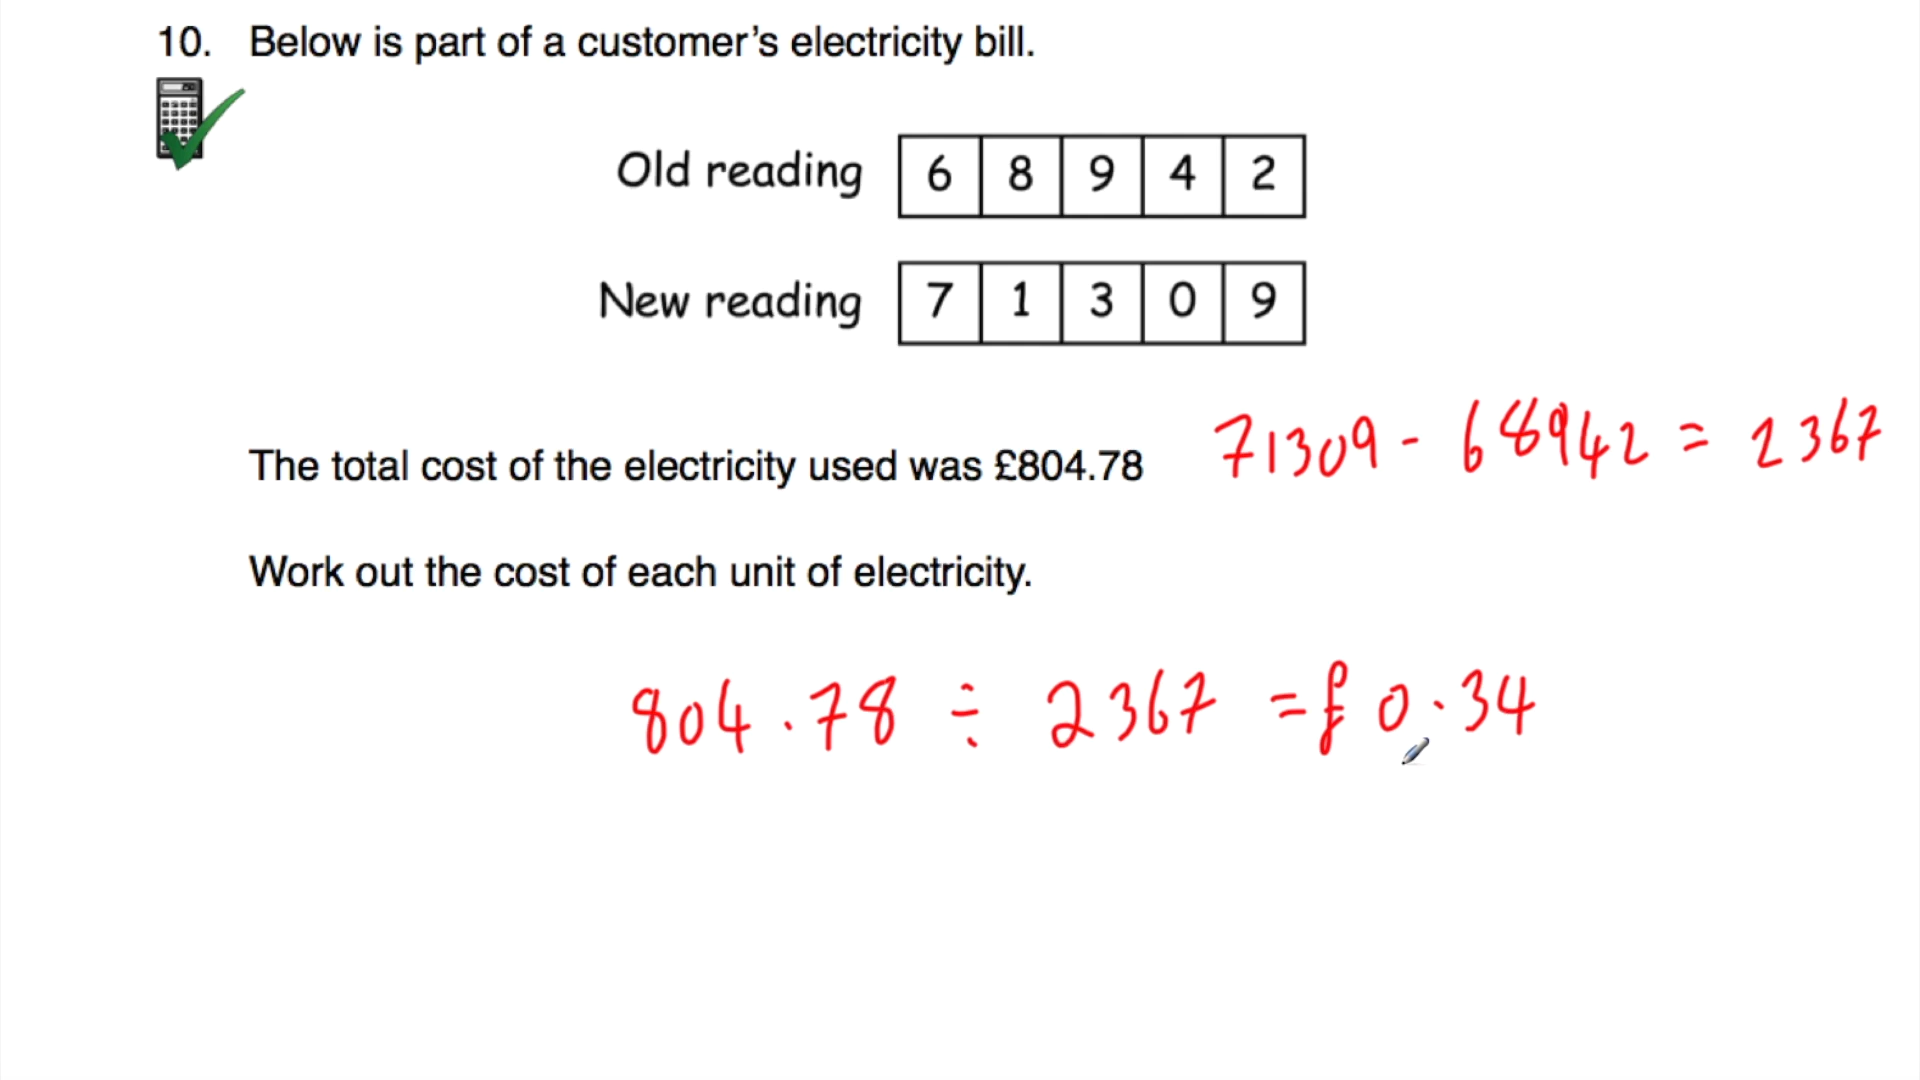 10. Below is part of a customer's electricity bill.
Old reading 6 8 9 4 2
New reading 7 1 3 0 9
71309 - 68942 = 2367
The total cost of the electricity used was £804.78
Work out the cost of each unit of electricity.
804.78 ÷ 2367 = £0.34